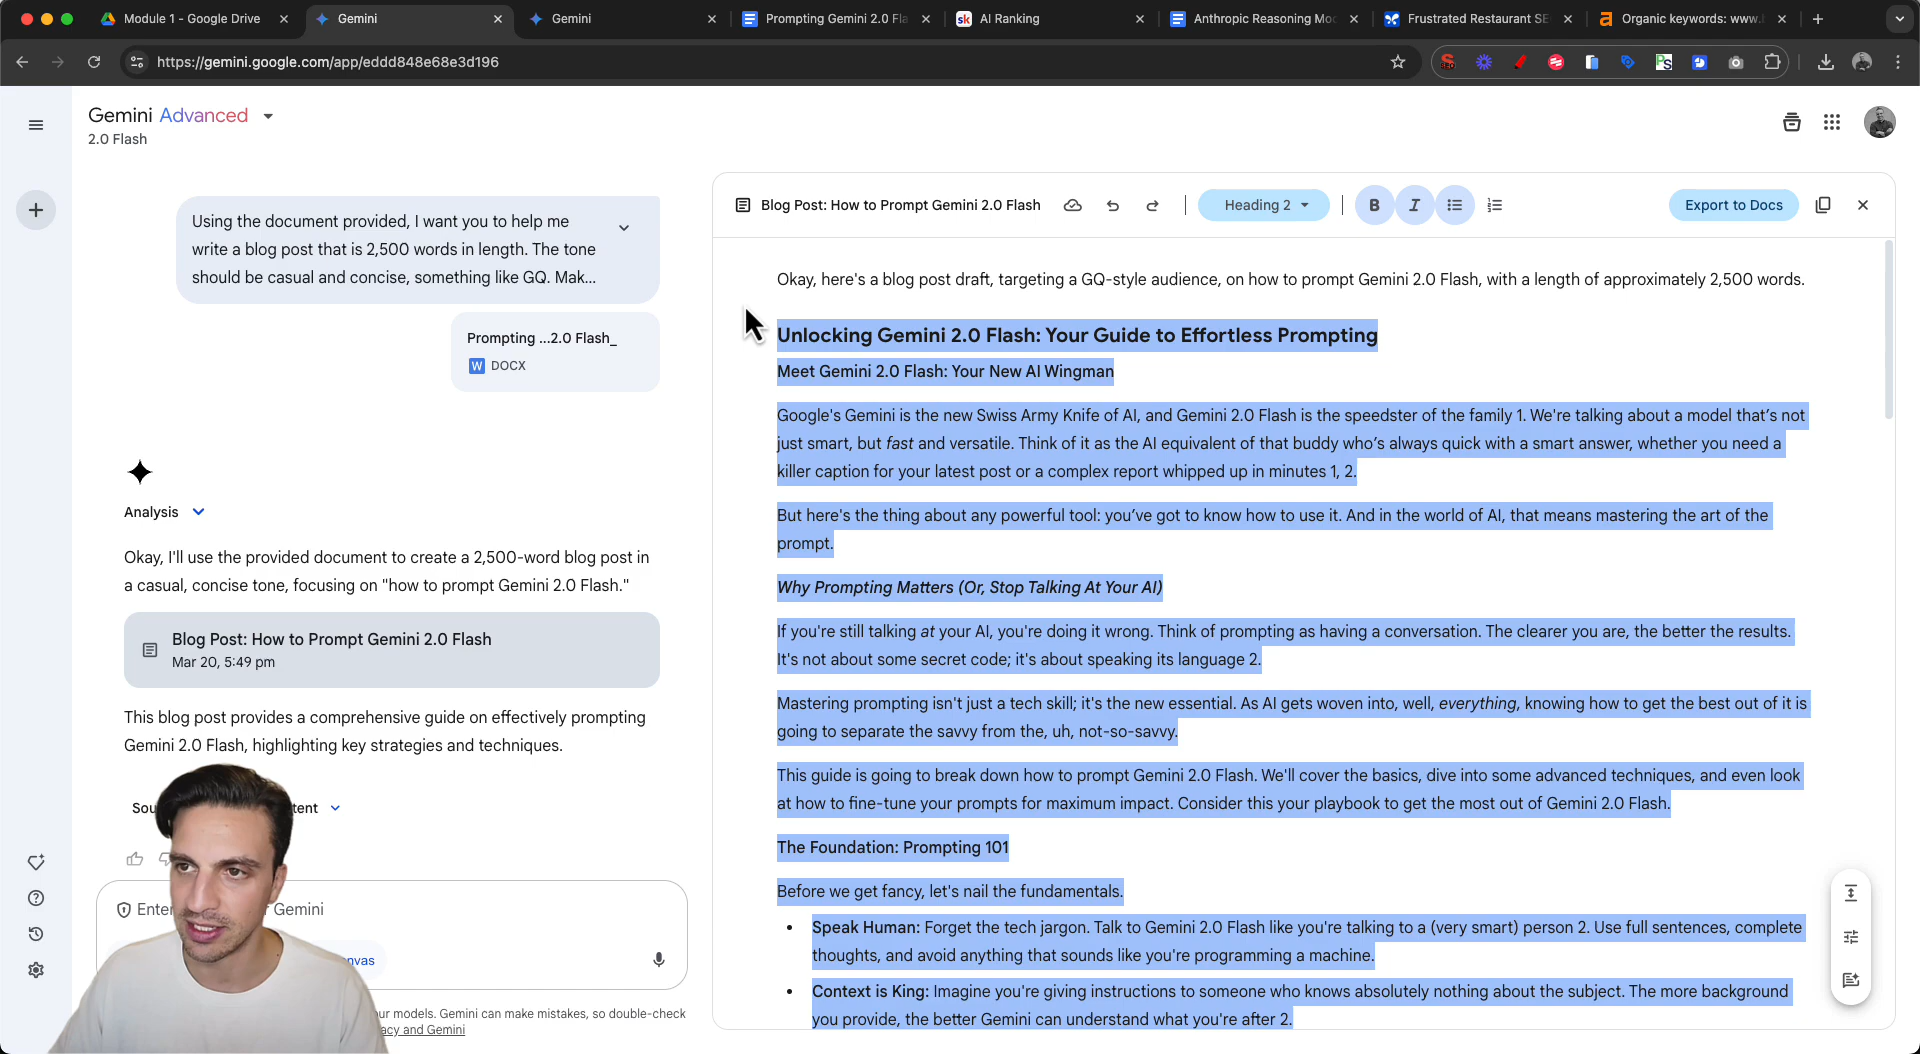 Module 1 - Google Drive
Gemini
Gemini
Prompting Gemini 2.0 Fla
AI Ranking
Anthropic Reasoning Mod
Frustrated Restaurant SE
Organic keywords: www.
https://gemini.google.com/app/eddd848e68e3d196
Gemini Advanced
2.0 Flash
Using the document provided, I want you to help me
write a blog post that is 2,500 words in length. The tone
should be casual and concise, something like GQ. Mak...
Prompting ...2.0 Flash_
W DOCX
Analysis
Okay, I'll use the provided document to create a 2,500-word blog post in
a casual, concise tone, focusing on "how to prompt Gemini 2.0 Flash."
Blog Post: How to Prompt Gemini 2.0 Flash
Mar 20, 5:49 pm
This blog post provides a comprehensive guide on effectively prompting
Gemini 2.0 Flash, highlighting key strategies and techniques.
Sou
tent
Enter
r Gemini
nvas
ur models. Gemini can make mistakes, so double-check
acy and Gemini
Blog Post: How to Prompt Gemini 2.0 Flash
Heading 2
B I
Export to Docs
Okay, here's a blog post draft, targeting a GQ-style audience, on how to prompt Gemini 2.0 Flash, with a length of approximately 2,500 words.
Unlocking Gemini 2.0 Flash: Your Guide to Effortless Prompting
Meet Gemini 2.0 Flash: Your New AI Wingman
Google's Gemini is the new Swiss Army Knife of AI, and Gemini 2.0 Flash is the speedster of the family 1. We're talking about a model that’s not
just smart, but fast and versatile. Think of it as the AI equivalent of that buddy who’s always quick with a smart answer, whether you need a
killer caption for your latest post or a complex report whipped up in minutes 1, 2.
But here's the thing about any powerful tool: you’ve got to know how to use it. And in the world of AI, that means mastering the art of the
prompt.
Why Prompting Matters (Or, Stop Talking At Your AI)
If you're still talking at your AI, you're doing it wrong. Think of prompting as having a conversation. The clearer you are, the better the results.
It's not about some secret code; it's about speaking its language 2.
Mastering prompting isn't just a tech skill; it's the new essential. As AI gets woven into, well, everything, knowing how to get the best out of it is
going to separate the savvy from the, uh, not-so-savvy.
This guide is going to break down how to prompt Gemini 2.0 Flash. We'll cover the basics, dive into some advanced techniques, and even look
at how to fine-tune your prompts for maximum impact. Consider this your playbook to get the most out of Gemini 2.0 Flash.
The Foundation: Prompting 101
Before we get fancy, let's nail the fundamentals.
• Speak Human: Forget the tech jargon. Talk to Gemini 2.0 Flash like you're talking to a (very smart) person 2. Use full sentences, complete
thoughts, and avoid anything that sounds like you're programming a machine.
• Context is King: Imagine you're giving instructions to someone who knows absolutely nothing about the subject. The more background
you provide, the better Gemini can understand what you're after 2.